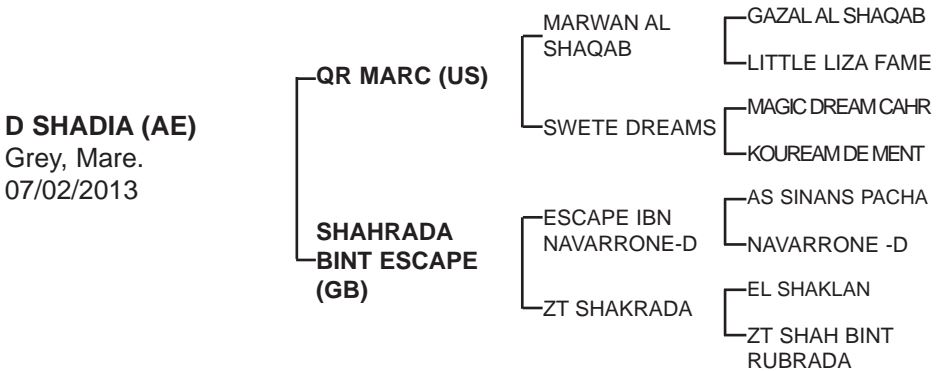 D SHADIA (AE)
Grey, Mare.
07/02/2013
QR MARC (US)
SHAHRADA
BINT ESCAPE
(GB)
MARWAN AL
SHAQAB
SWETE DREAMS
ESCAPE IBN
NAVARRONE-D
ZT SHAKRADA
GAZAL AL SHAQAB
LITTLE LIZA FAME
MAGIC DREAM CAHR
KOUREAM DE MENT
AS SINANS PACHA
NAVARRONE -D
EL SHAKLAN
ZT SHAH BINT
RUBRADA